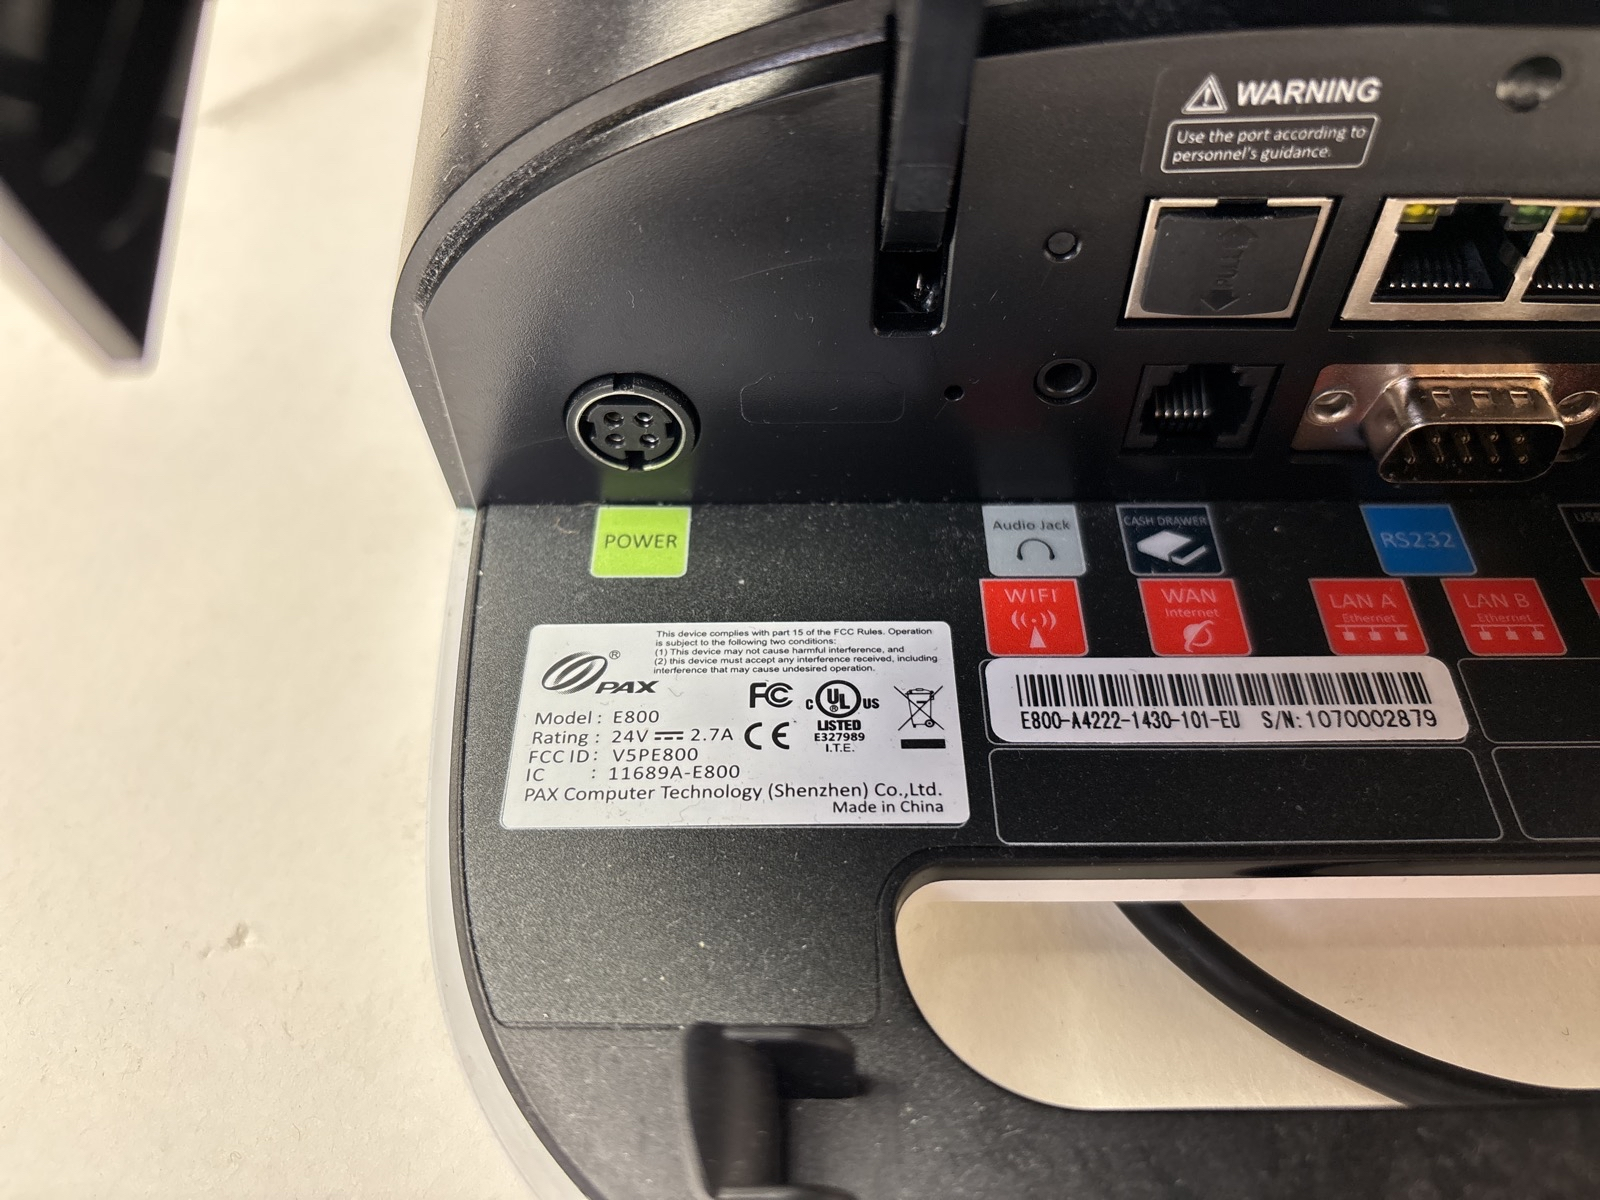 WARNING
Use the port according to
personnel's guidance.
PULL
POWER
Audio Jack
CASH DRAWER
RS232
WIFI
WAN
Internet
LAN A
Ethernet
LAN B
Ethernet
This device complies with part 15 of the FCC Rules. Operation
is subject to the following two conditions:
(1) This device may not cause harmful interference, and
(2) this device must accept any interference received, including
interference that may cause undesired operation.
® PAX
FC CE
c UL ® US
LISTED
E327989
I.T.E.
Model : E800
Rating : 24V 2.7A
FCC ID : V5PE800
IC : 11689A-E800
PAX Computer Technology (Shenzhen) Co.,Ltd.
Made in China
E800-A4222-1430-101-EU S/N:1070002879